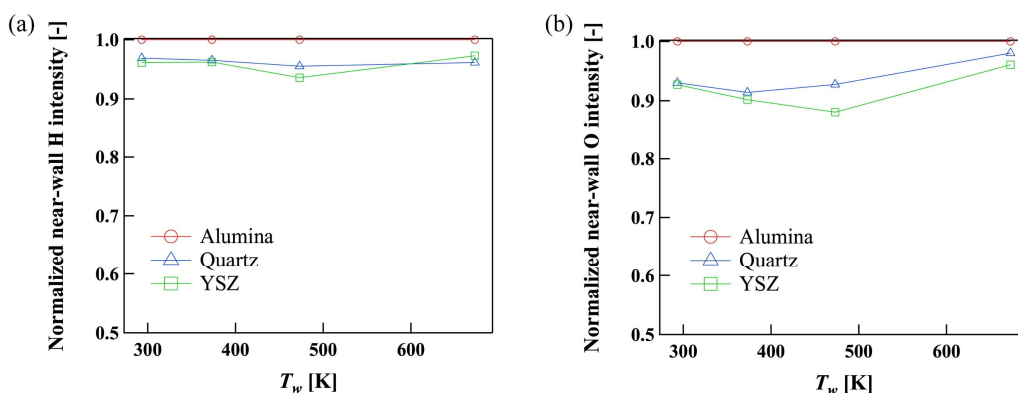 (a)
Normalized near-wall H intensity [-]
1.0
0.9
0.8
0.7
0.6
0.5
Alumina
Quartz
YSZ
300 400 500 600
T_w [K]
(b)
Normalized near-wall O intensity [-]
1.0
0.9
0.8
0.7
0.6
0.5
Alumina
Quartz
YSZ
300 400 500 600
T_w [K]